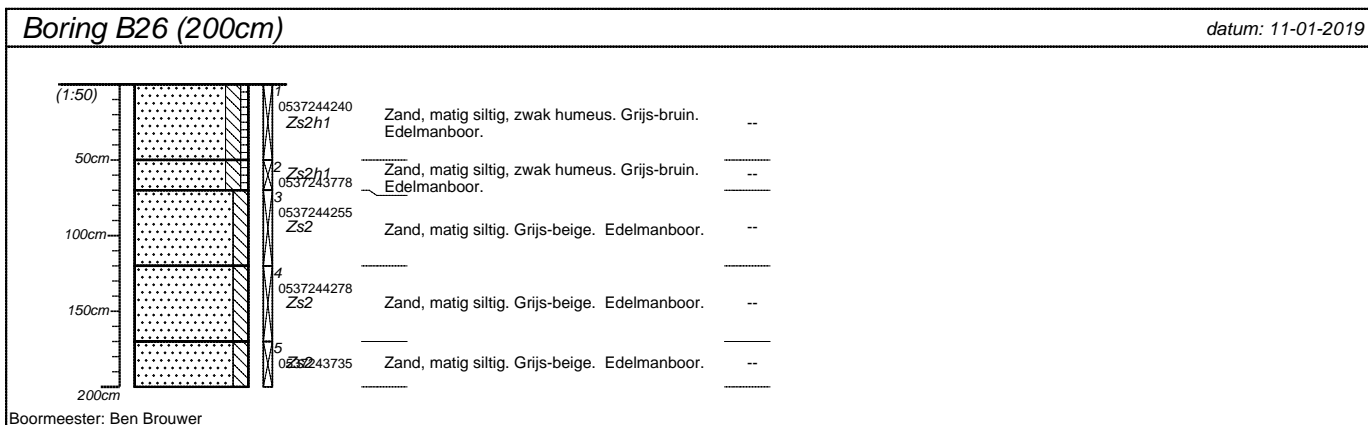 Boring B26 (200cm)
datum: 11-01-2019
(1:50)
1
0537244240
Zs2h1
Zand, matig siltig, zwak humeus. Grijs-bruin.
Edelmanboor.
--
50cm
2
Zs2h1
0537243778
Zand, matig siltig, zwak humeus. Grijs-bruin.
Edelmanboor.
--
3
0537244255
Zs2
100cm
Zand, matig siltig. Grijs-beige. Edelmanboor.
--
4
0537244278
Zs2
150cm
Zand, matig siltig. Grijs-beige. Edelmanboor.
--
5
Zs2
0537243735
Zand, matig siltig. Grijs-beige. Edelmanboor.
--
200cm
Boormeester: Ben Brouwer